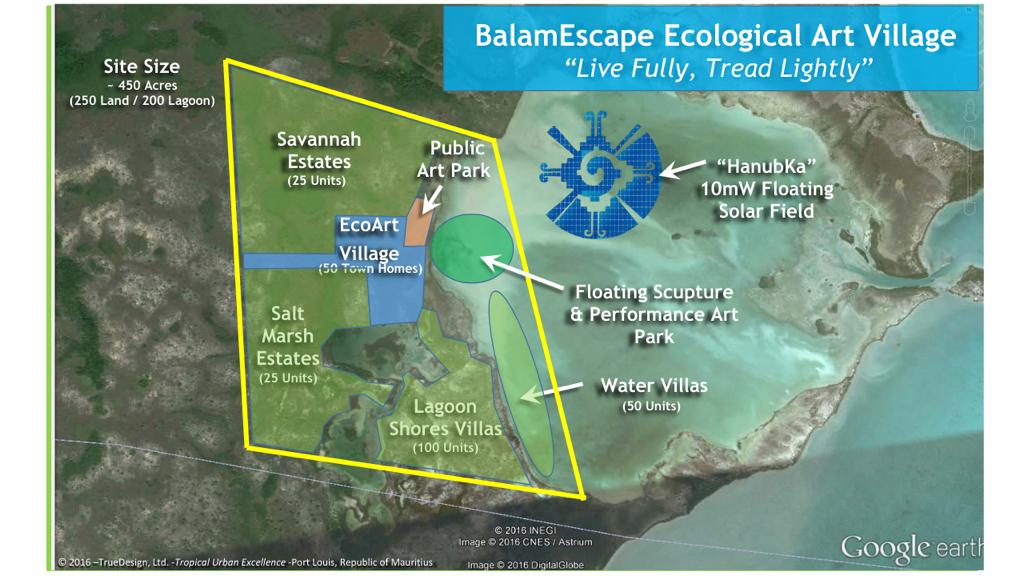 BalamEscape Ecological Art Village
“Live Fully, Tread Lightly”
Site Size
~ 450 Acres
(250 Land / 200 Lagoon)
Savannah
Estates
(25 Units)
Public
Art Park
“HanubKa”
10mW Floating
Solar Field
EcoArt
Village
(50 Town Homes)
Floating Scupture
& Performance Art
Park
Salt
Marsh
Estates
(25 Units)
Water Villas
(50 Units)
Lagoon
Shores Villas
(100 Units)
© 2016 INEGI
Image © 2016 CNES / Astrium
Image © 2016 DigitalGlobe
Google earth
© 2016 –TrueDesign, Ltd. -Tropical Urban Excellence -Port Louis, Republic of Mauritius